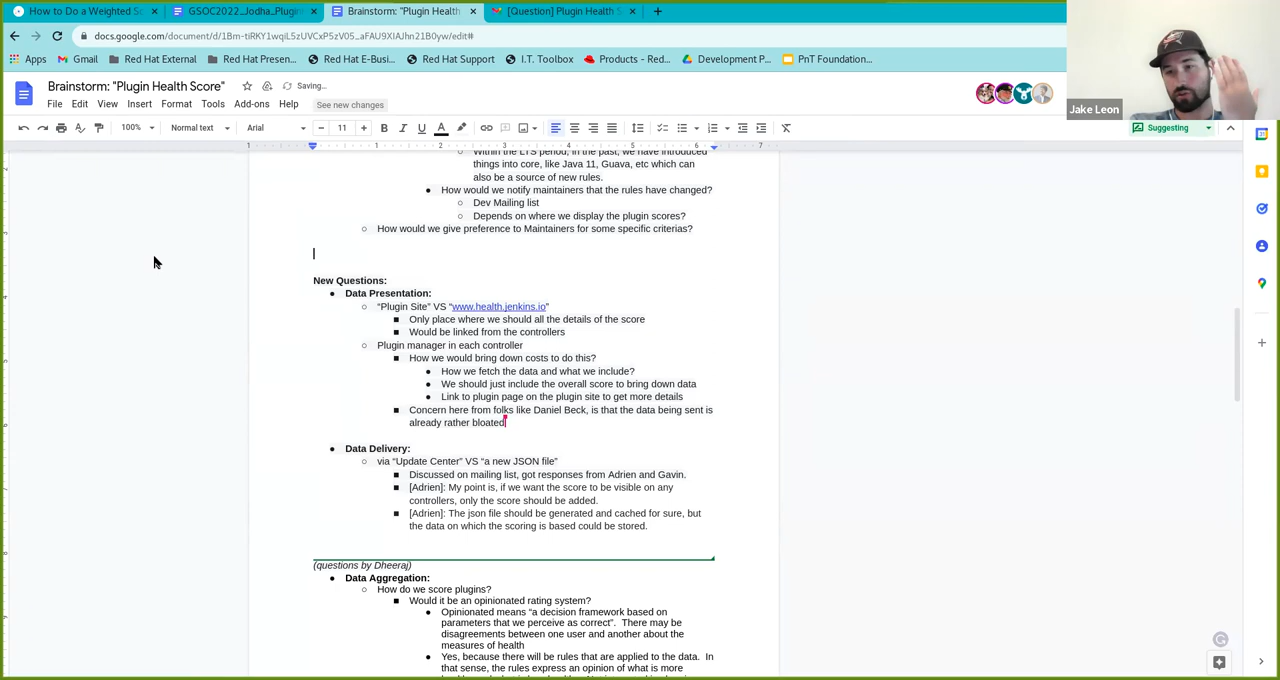 How to Do a Weighted Sc
GSOC2022_Jodha_Plugin
Brainstorm: "Plugin Health
[Question] Plugin Health S
docs.google.com/document/d/1Bm-tiRKY1wqiL5zUVCxP5zV05_aFAU9XIAJhn21B0yw/edit#
Apps
Gmail
Red Hat External
Red Hat Presen...
Red Hat E-Busi...
Red Hat Support
I.T. Toolbox
Products - Red...
Development P...
PnT Foundation...
Brainstorm: "Plugin Health Score"
Saving...
File Edit View Insert Format Tools Add-ons Help See new changes
Jake Leon
100% Normal text Arial 11 Suggesting
1 1 2 3 4 5 6 7
Within the LTS period, in the past, we have introduced
things into core, like Java 11, Guava, etc which can
also be a source of new rules.
How would we notify maintainers that the rules have changed?
Dev Mailing list
Depends on where we display the plugin scores?
How would we give preference to Maintainers for some specific criterias?
New Questions:
Data Presentation:
“Plugin Site” VS “www.health.jenkins.io”
Only place where we should all the details of the score
Would be linked from the controllers
Plugin manager in each controller
How we would bring down costs to do this?
How we fetch the data and what we include?
We should just include the overall score to bring down data
Link to plugin page on the plugin site to get more details
Concern here from folks like Daniel Beck, is that the data being sent is
already rather bloated
Data Delivery:
via “Update Center” VS “a new JSON file”
Discussed on mailing list, got responses from Adrien and Gavin.
[Adrien]: My point is, if we want the score to be visible on any
controllers, only the score should be added.
[Adrien]: The json file should be generated and cached for sure, but
the data on which the scoring is based could be stored.
(questions by Dheeraj)
Data Aggregation:
How do we score plugins?
Would it be an opinionated rating system?
Opinionated means “a decision framework based on
parameters that we perceive as correct”. There may be
disagreements between one user and another about the
measures of health
Yes, because there will be rules that are applied to the data. In
that sense, the rules express an opinion of what is more